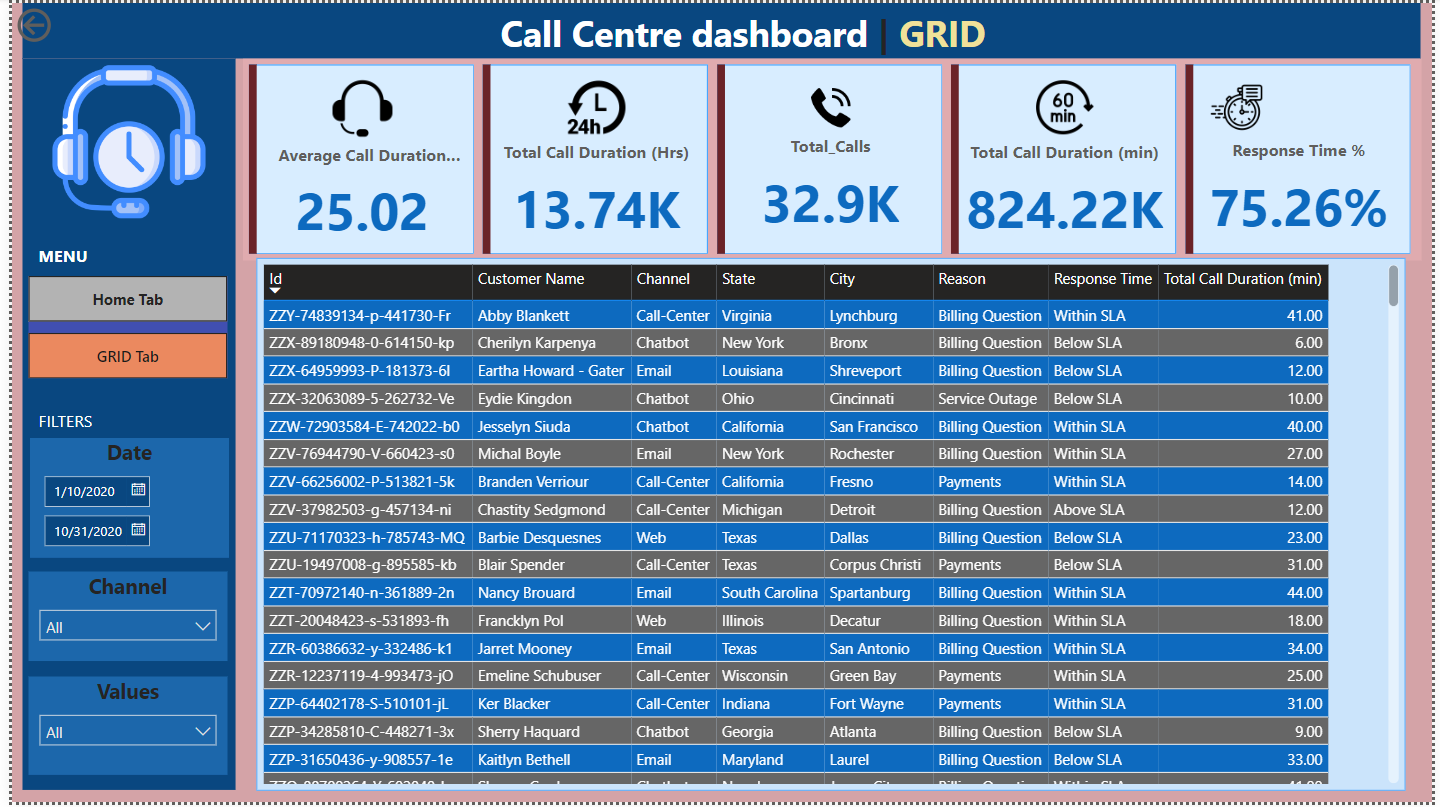 Call Centre dashboard | GRID
Average Call Duration...
25.02
24h
Total Call Duration (Hrs)
13.74K
Total_Calls
32.9K
60 min
Total Call Duration (min)
824.22K
Response Time %
75.26%
MENU
Home Tab
GRID Tab
FILTERS
Date
1/10/2020
10/31/2020
Channel
All
Values
All
Id Customer Name Channel State City Reason Response Time Total Call Duration (min)
ZZY-74839134-p-441730-Fr Abby Blankett Call-Center Virginia Lynchburg Billing Question Within SLA 41.00
ZZX-89180948-0-614150-kp Cherilyn Karpenya Chatbot New York Bronx Billing Question Below SLA 6.00
ZZX-64959993-P-181373-6l Eartha Howard - Gater Email Louisiana Shreveport Billing Question Below SLA 12.00
ZZX-32063089-5-262732-Ve Eydie Kingdon Chatbot Ohio Cincinnati Service Outage Below SLA 10.00
ZZW-72903584-E-742022-b0 Jesselyn Siuda Chatbot California San Francisco Billing Question Within SLA 40.00
ZZV-76944790-V-660423-s0 Michal Boyle Email New York Rochester Billing Question Within SLA 27.00
ZZV-66256002-P-513821-5k Branden Verriour Call-Center California Fresno Payments Within SLA 14.00
ZZV-37982503-g-457134-ni Chastity Sedgmond Call-Center Michigan Detroit Billing Question Above SLA 12.00
ZZU-71170323-h-785743-MQ Barbie Desquesnes Web Texas Dallas Billing Question Below SLA 23.00
ZZU-19497008-g-895585-kb Blair Spender Call-Center Texas Corpus Christi Payments Below SLA 31.00
ZZT-70972140-n-361889-2n Nancy Brouard Email South Carolina Spartanburg Billing Question Within SLA 44.00
ZZT-20048423-s-531893-fh Francklyn Pol Web Illinois Decatur Billing Question Within SLA 18.00
ZZR-60386632-y-332486-k1 Jarret Mooney Email Texas San Antonio Billing Question Within SLA 34.00
ZZR-12237119-4-993473-jO Emeline Schubuser Call-Center Wisconsin Green Bay Payments Within SLA 25.00
ZZP-64402178-S-510101-jL Ker Blacker Call-Center Indiana Fort Wayne Payments Within SLA 31.00
ZZP-34285810-C-448271-3x Sherry Haquard Chatbot Georgia Atlanta Billing Question Below SLA 9.00
ZZP-31650436-y-908557-1e Kaitlyn Bethell Email Maryland Laurel Billing Question Below SLA 33.00